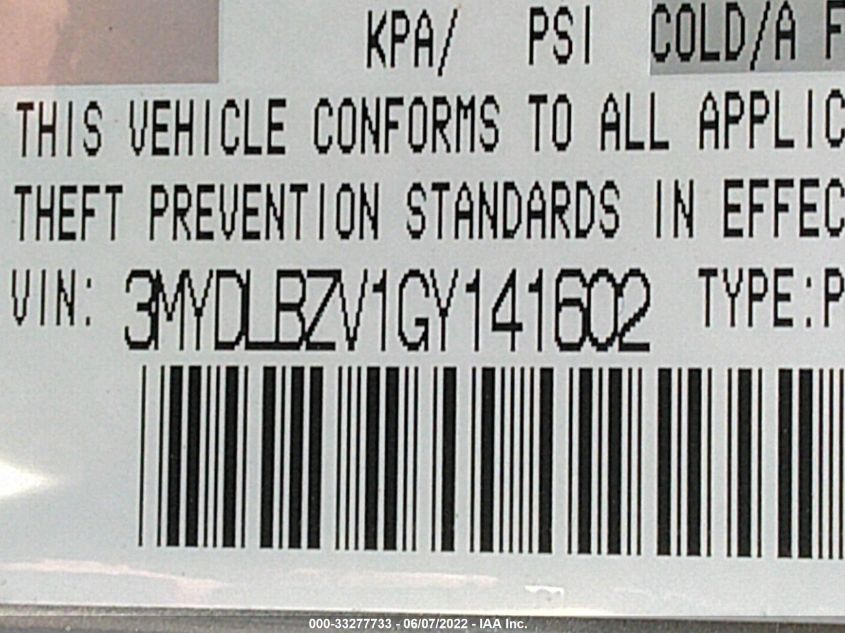 KPA/ PSI COLD/A F
THIS VEHICLE CONFORMS TO ALL APPLIC
THEFT PREVENTION STANDARDS IN EFFEC
VIN: 3MYDLBZV1GY141602 TYPE:P
000-33277733 - 06/07/2022 - IAA Inc.